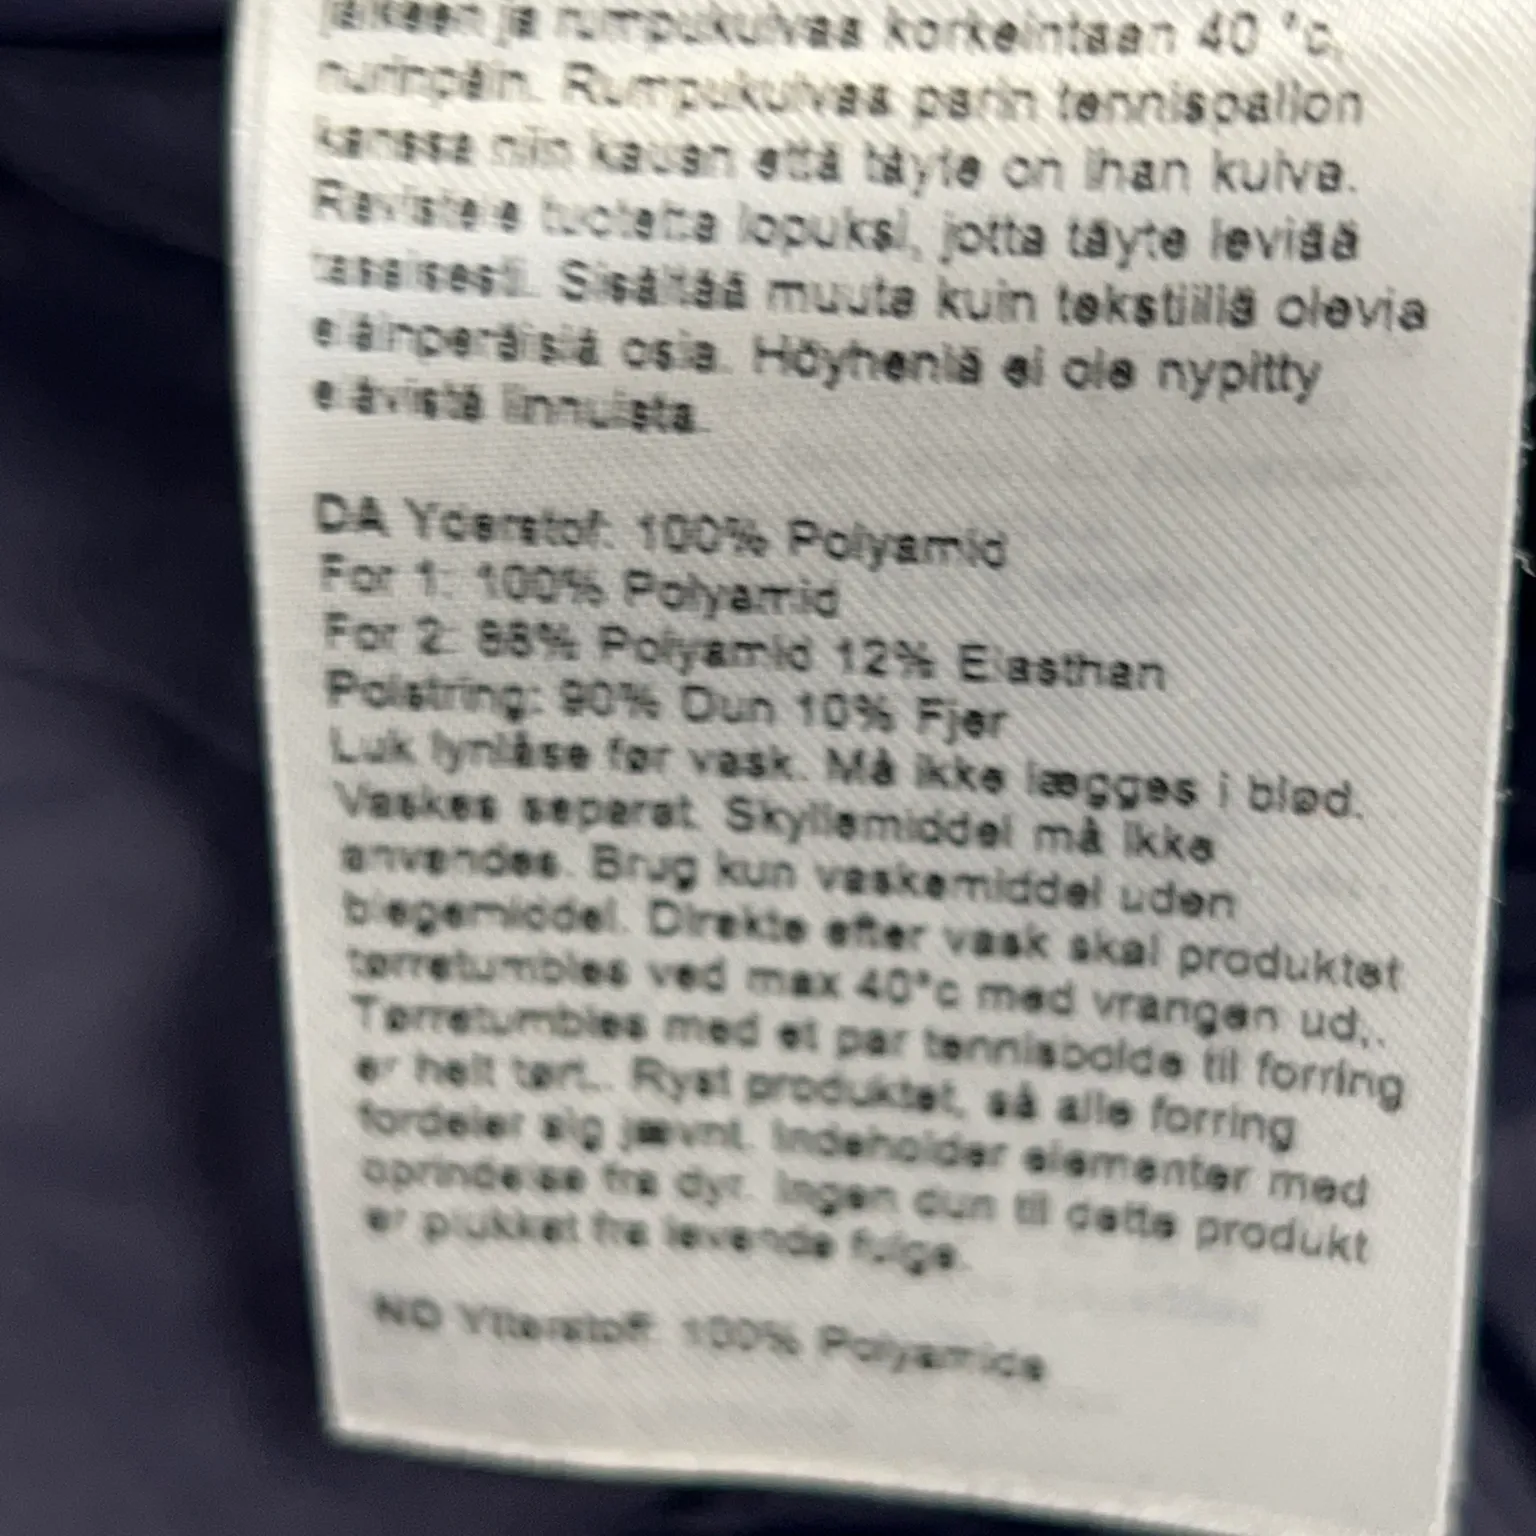 jälkeen ja rumpukuivaa korkeintaan 40 °c,
nurinpäin. Rumpukuivaa parin tennispallon
kanssa niin kauan että täyte on ihan kuiva.
Ravistele tuotetta lopuksi, jotta täyte leviää
tasaisesti. Sisältää muuta kuin tekstiiliä olevia
eläinperäisiä osia. Höyheniä ei ole nypitty
elävistä linnuista.
DA Yderstof: 100% Polyamid
For 1: 100% Polyamid
For 2: 88% Polyamid 12% Elasthan
Polstring: 90% Dun 10% Fjer
Luk lynlåse før vask. Må ikke lægges i blød.
Vaskes separat. Skyllemiddel må ikke
anvendes. Brug kun vaskemiddel uden
blegemiddel. Direkte efter vask skal produktet
tørretumbles ved max 40°c med vrangen ud,.
Tørretumbles med et par tennisbolde til forring
er helt tørt.. Ryst produktet, så alle forring
fordeler sig jævnt. Indeholder elementer med
oprindelse fra dyr. Ingen dun til dette produkt
er plukket fra levende fulge.
NO Ytterstoff: 100% Polyamide